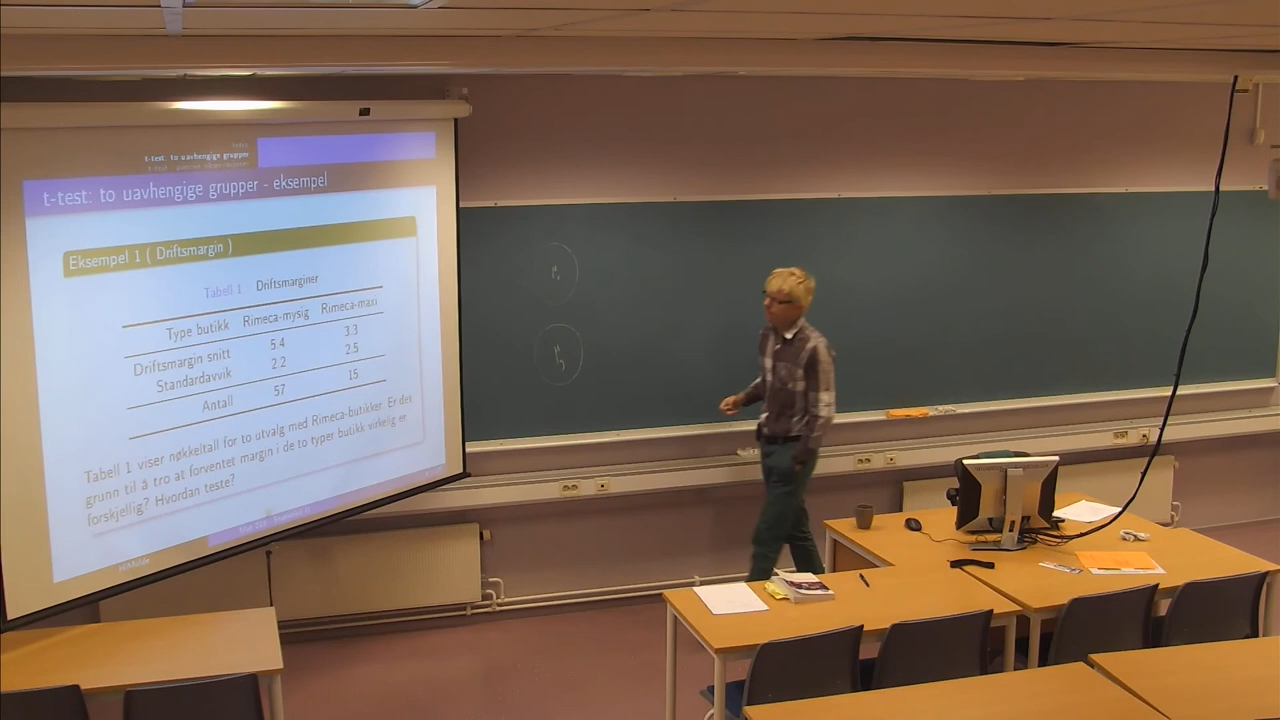 t-test: to uavhengige grupper
t-test: to uavhengige grupper - eksempel
Eksempel 1 ( Driftsmargin )
Tabell 1 Driftsmarginer
Type butikk Rimeca-mysig Rimeca-maxi
Driftsmargin snitt 5.4 3.3
Standardavvik 2.2 2.5
Antall 57 15
Tabell 1 viser nøkkeltall for to utvalg med Rimeca-butikker. Er det
grunn til å tro at forventet margin i de to typer butikk virkelig er
forskjellig? Hvordan teste?
HiMolde